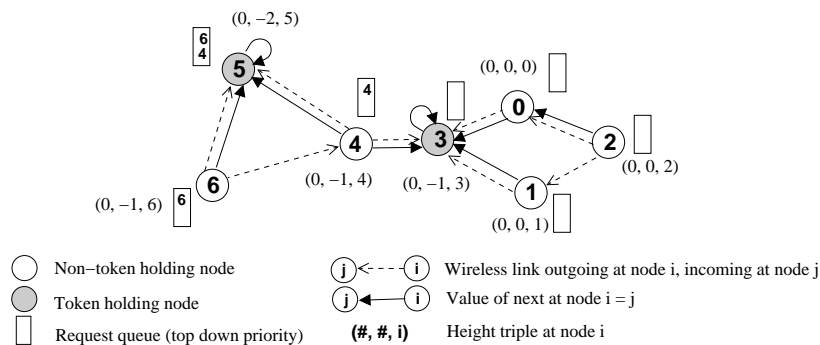 (0, −2, 5)
6
4
5
4
(0, 0, 0)
0
4
3
2
(0, 0, 2)
6
(0, −1, 6)
6
(0, −1, 4)
(0, −1, 3)
1
(0, 0, 1)
Non−token holding node
j
i
Wireless link outgoing at node i, incoming at node j
Token holding node
j
i
Value of next at node i = j
Request queue (top down priority)
(#, #, i)
Height triple at node i